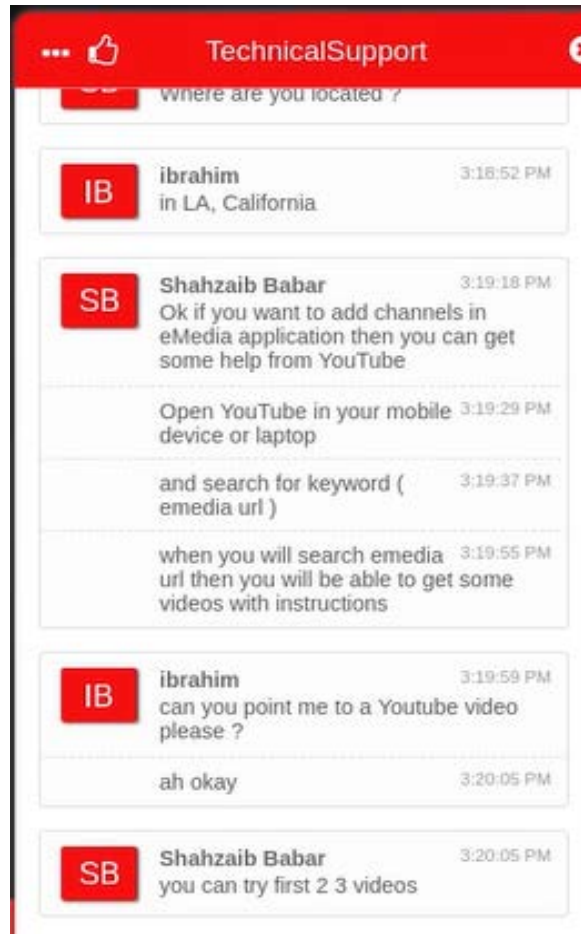 TechnicalSupport
SB
Where are you located ?
IB
ibrahim 3:18:52 PM
in LA, California
SB
Shahzaib Babar 3:19:18 PM
Ok if you want to add channels in
eMedia application then you can get
some help from YouTube
Open YouTube in your mobile 3:19:29 PM
device or laptop
and search for keyword ( 3:19:37 PM
emedia url )
when you will search emedia 3:19:55 PM
url then you will be able to get some
videos with instructions
IB
ibrahim 3:19:59 PM
can you point me to a Youtube video
please ?
ah okay 3:20:05 PM
SB
Shahzaib Babar 3:20:05 PM
you can try first 2 3 videos